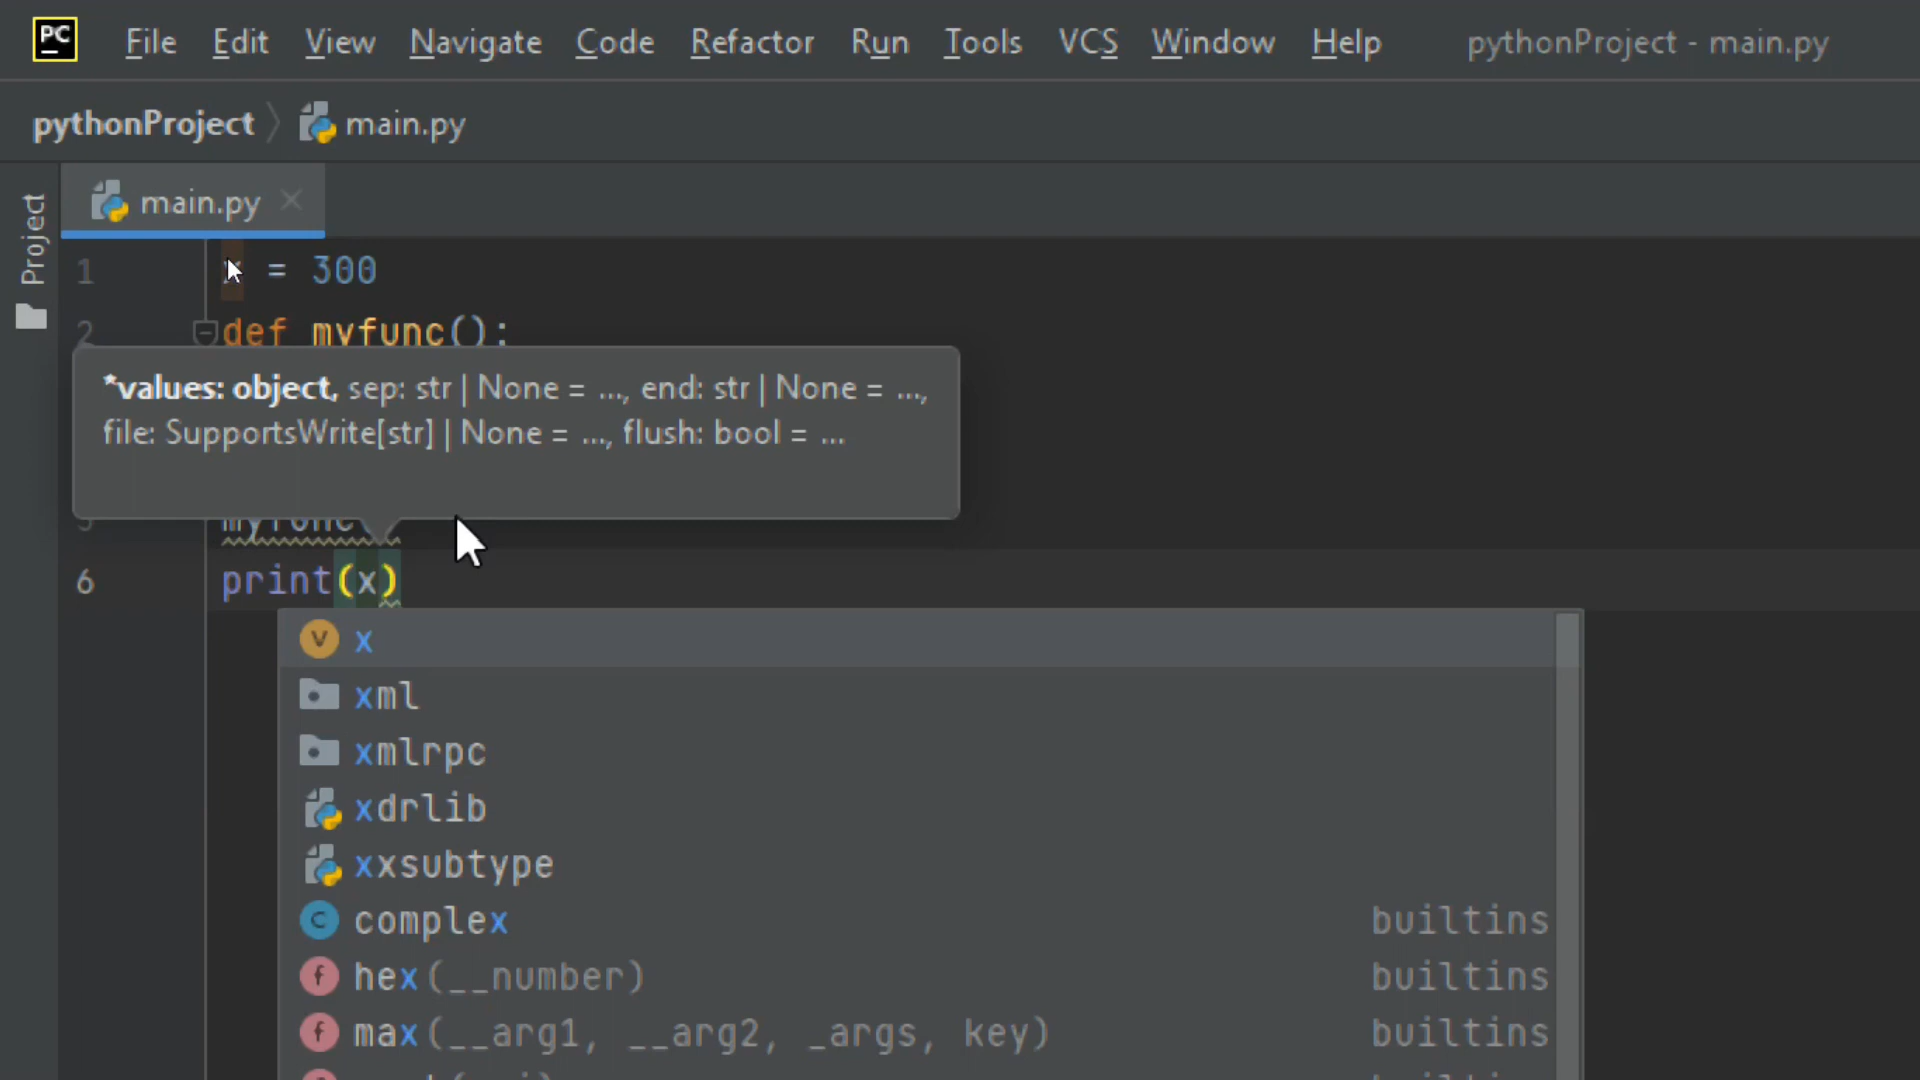 PC File Edit View Navigate Code Refactor Run Tools VCS Window Help pythonProject - main.py
pythonProject main.py
Project
main.py
1 x = 300
2 def myfunc():
*values: object, sep: str | None = ..., end: str | None = ...,
file: SupportsWrite[str] | None = ..., flush: bool = ...
5 myfunc(
6 print(x)
V x
xml
xmlrpc
xdrlib
xxsubtype
C complex builtins
f hex(__number) builtins
f max(__arg1, __arg2, _args, key) builtins